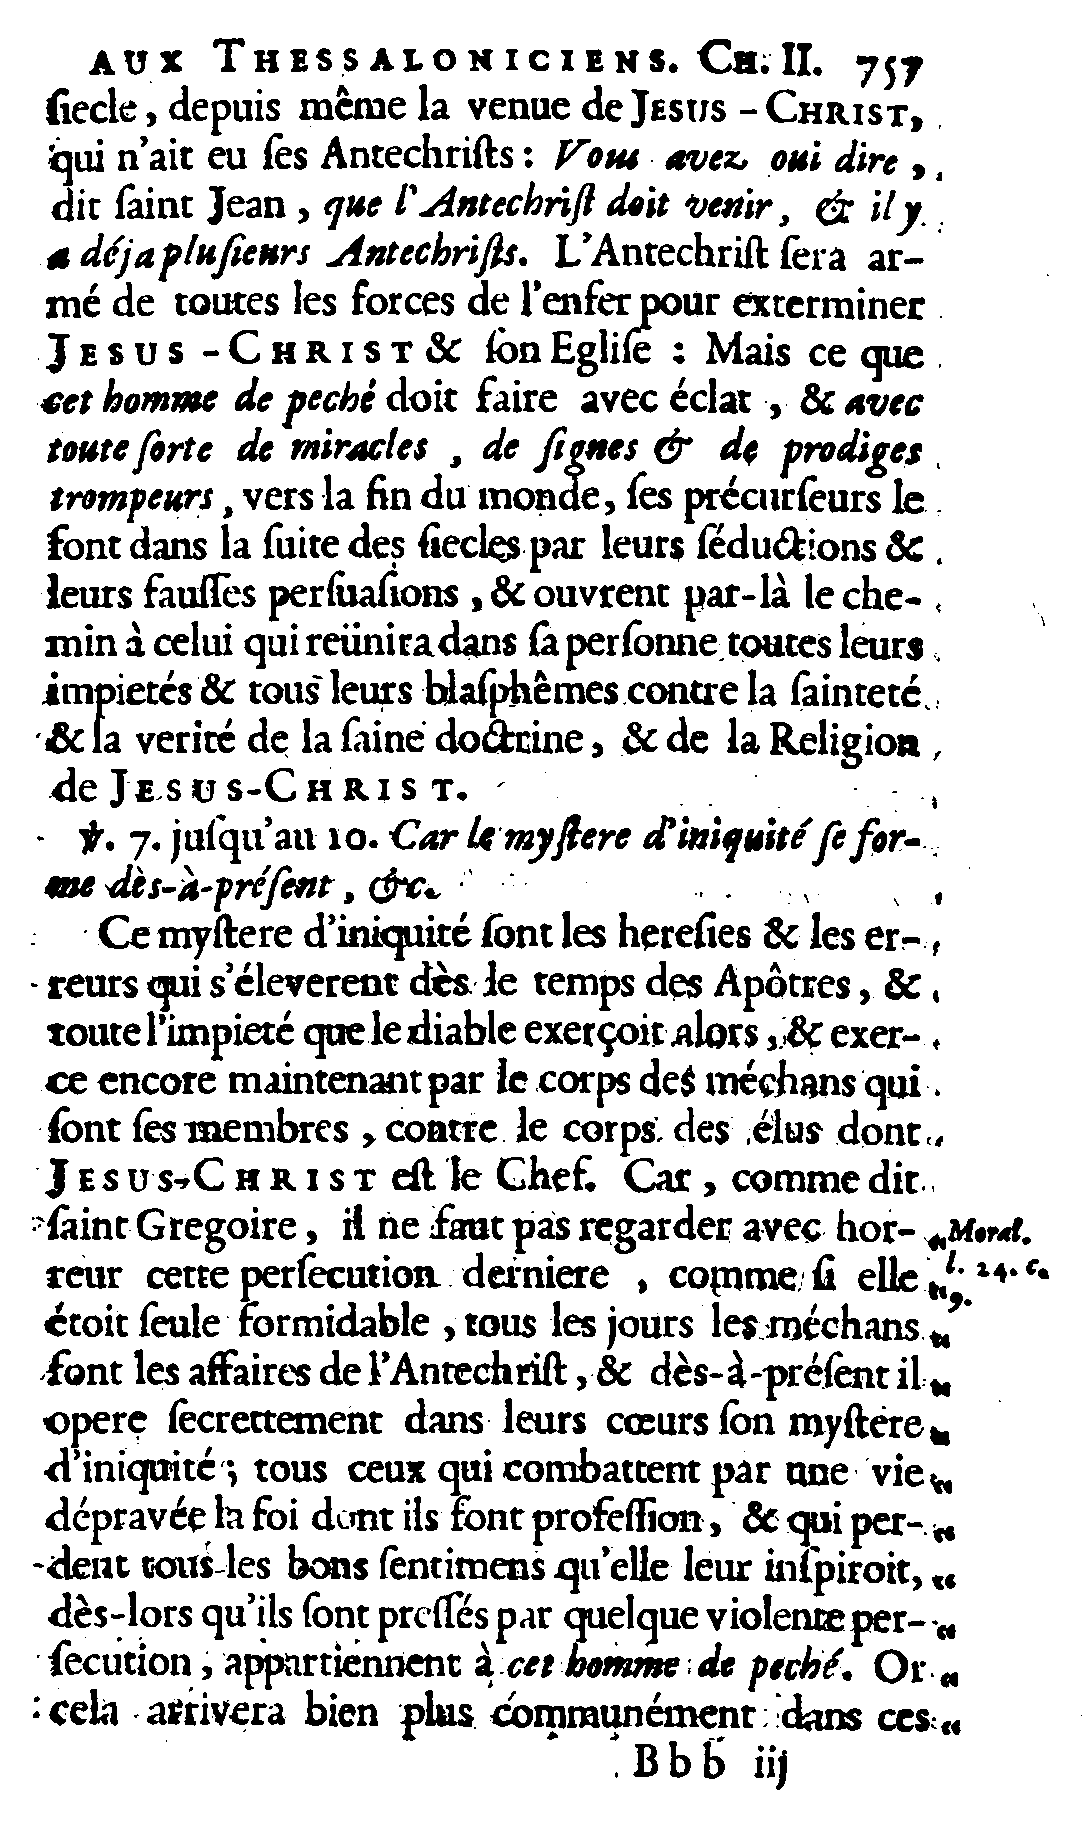 AUX THESSALONICIENS. CH. II. 757
ſiecle, depuis même la venue de JESUS-CHRIST,
qui n'ait eu ſes Antechriſts : Vous avez oui dire,
dit ſaint Jean, que l'Antechriſt doit venir, & il y
a déja pluſieurs Antechriſts. L'Antechriſt ſera ar-
mé de toutes les forces de l'enfer pour exterminer
JESUS-CHRIST & ſon Egliſe : Mais ce que
cet homme de peché doit faire avec éclat, & avec
toute ſorte de miracles, de ſignes & de prodiges
trompeurs, vers la fin du monde, ſes précurſeurs le
font dans la ſuite des ſiecles par leurs ſéductions &
leurs fauſſes perſuaſions, & ouvrent par-là le che-
min à celui qui reünira dans ſa perſonne toutes leurs
impietés & tous leurs blaſphêmes contre la ſainteté
& la verité de la ſaine doctrine, & de la Religion
de JESUS-CHRIST.
℣. 7. juſqu'au 10. Car le myſtere d'iniquité ſe for-
me dès-à-préſent, &c.
Ce myſtere d'iniquité ſont les hereſies & les er-
reurs qui s'éleverent dès le temps des Apôtres, &
toute l'impieté que le diable exerçoit alors, & exer-
ce encore maintenant par le corps des méchans qui
ſont ſes membres, contre le corps des élus dont
JESUS-CHRIST eſt le Chef. Car, comme dit
ſaint Gregoire, il ne faut pas regarder avec hor- „ Moral.
reur cette perſecution derniere, comme ſi elle „ l. 24. c.
étoit ſeule formidable, tous les jours les méchans „ 9.
font les affaires de l'Antechriſt, & dès-à-préſent il „
opere ſecrettement dans leurs cœurs ſon myſtere „
d'iniquité; tous ceux qui combattent par une vie „
dépravée la foi dont ils font profeſſion, & qui per- „
dent tous les bons ſentimens qu'elle leur inſpiroit, „
dès-lors qu'ils ſont preſſés par quelque violente per- „
ſecution, appartiennent à cet homme de peché. Or „
cela arrivera bien plus communément dans ces „
Bbb iij